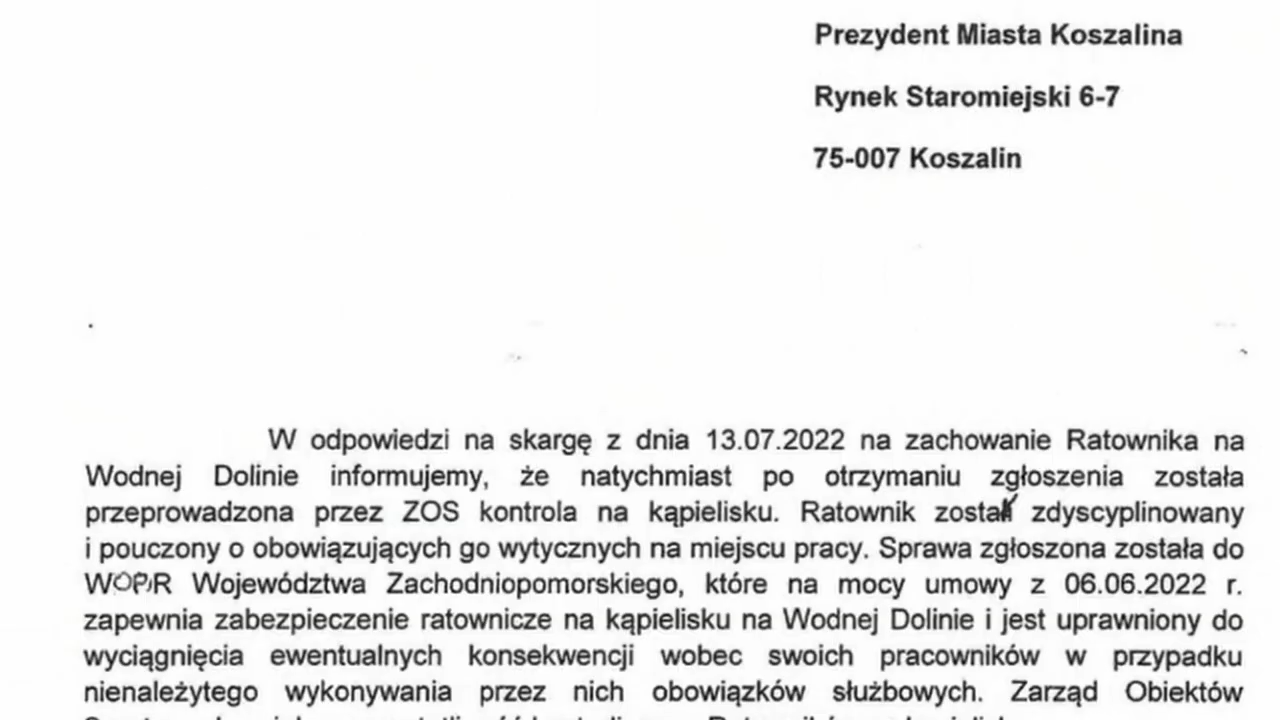 Prezydent Miasta Koszalina
Rynek Staromiejski 6-7
75-007 Koszalin
W odpowiedzi na skargę z dnia 13.07.2022 na zachowanie Ratownika na
Wodnej Dolinie informujemy, że natychmiast po otrzymaniu zgłoszenia została
przeprowadzona przez ZOS kontrola na kąpielisku. Ratownik został zdyscyplinowany
i pouczony o obowiązujących go wytycznych na miejscu pracy. Sprawa zgłoszona została do
WOPR Województwa Zachodniopomorskiego, które na mocy umowy z 06.06.2022 r.
zapewnia zabezpieczenie ratownicze na kąpielisku na Wodnej Dolinie i jest uprawniony do
wyciągnięcia ewentualnych konsekwencji wobec swoich pracowników w przypadku
nienależytego wykonywania przez nich obowiązków służbowych. Zarząd Obiektów